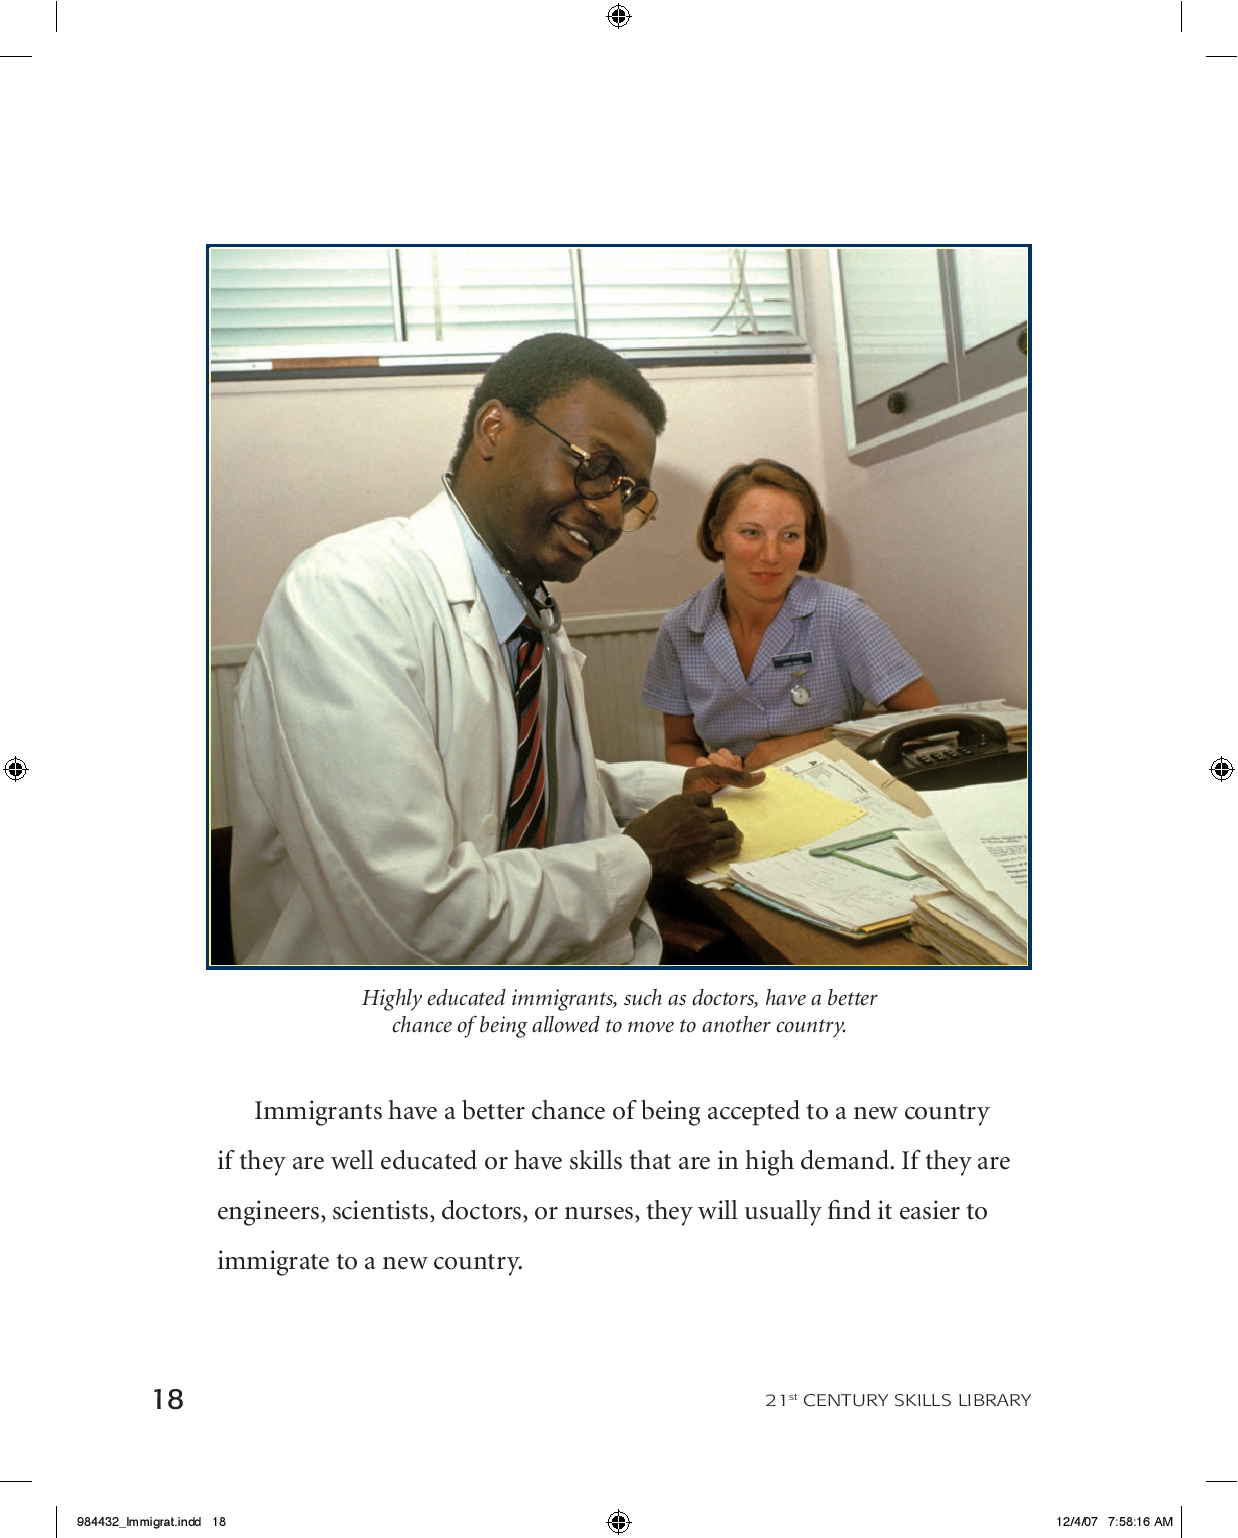 Highly educated immigrants, such as doctors, have a better
chance of being allowed to move to another country.
Immigrants have a better chance of being accepted to a new country
if they are well educated or have skills that are in high demand. If they are
engineers, scientists, doctors, or nurses, they will usually find it easier to
immigrate to a new country.
18
21st CENTURY SKILLS LIBRARY
984432_Immigrat.indd 18
12/4/07 7:58:16 AM